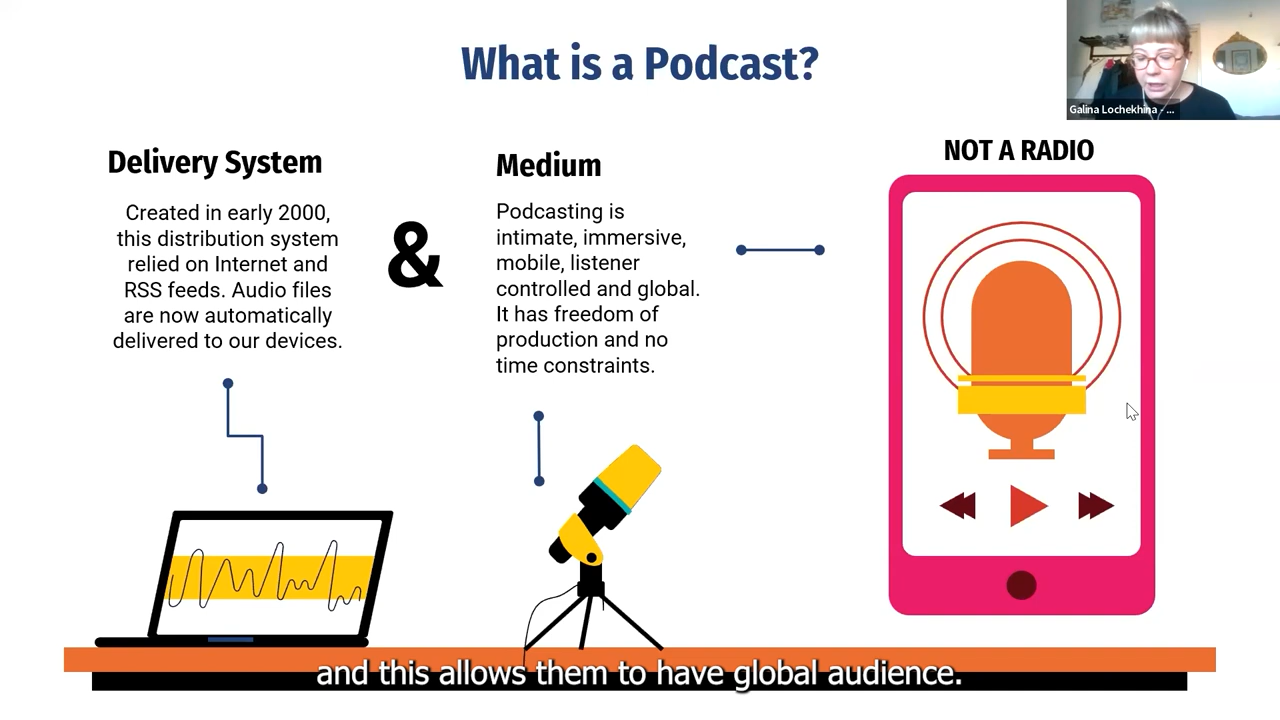 What is a Podcast?
Galina Lochekhina - ...
Delivery System
Created in early 2000,
this distribution system
relied on Internet and
RSS feeds. Audio files
are now automatically
delivered to our devices.
&
Medium
Podcasting is
intimate, immersive,
mobile, listener
controlled and global.
It has freedom of
production and no
time constraints.
NOT A RADIO
and this allows them to have global audience.